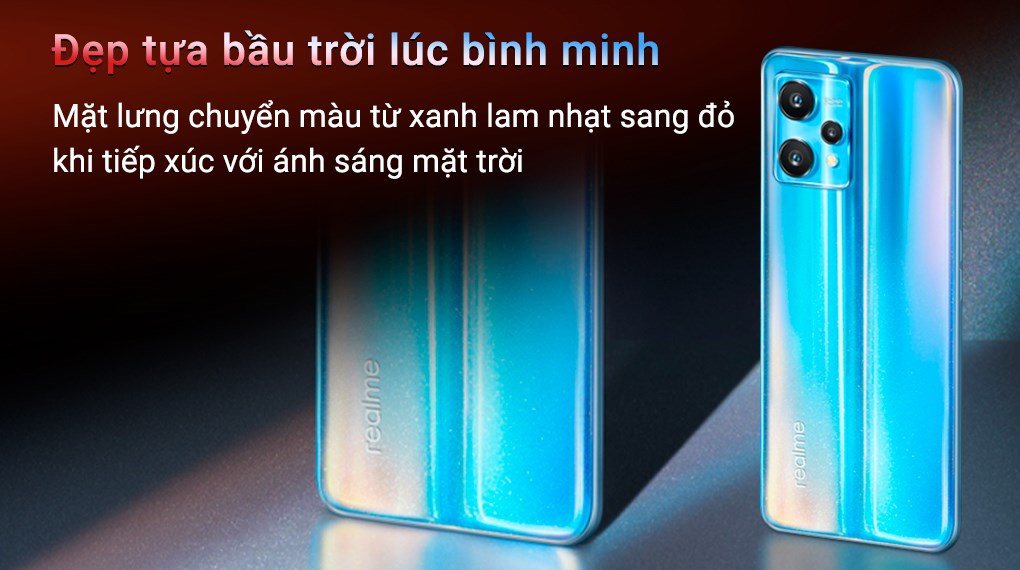 Đẹp tựa bầu trời lúc bình minh
Mặt lưng chuyển màu từ xanh lam nhạt sang đỏ
khi tiếp xúc với ánh sáng mặt trời
realme
realme